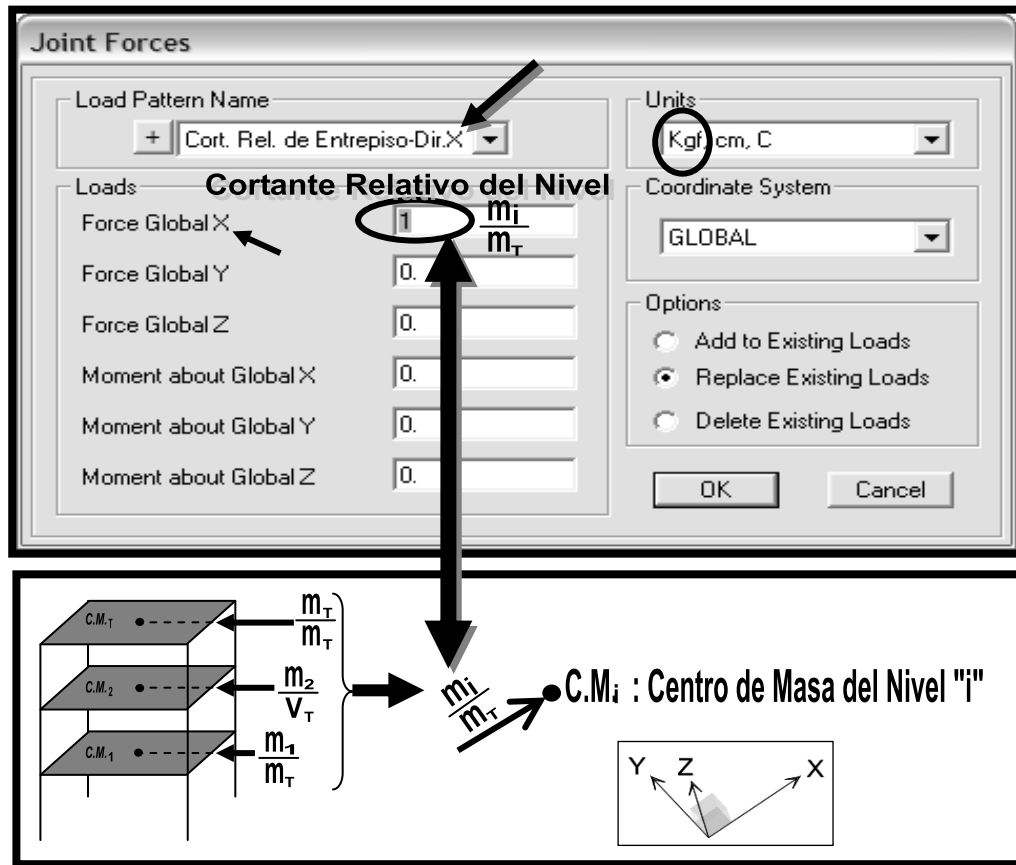 Joint Forces
Load Pattern Name
+ Cort. Rel. de Entrepiso-Dir.X
Units
Kgf, cm, C
Loads
Cortante Relativo del Nivel
Force Global X
1
mi
mT
Force Global Y
0.
Force Global Z
0.
Moment about Global X
0.
Moment about Global Y
0.
Moment about Global Z
0.
Coordinate System
GLOBAL
Options
Add to Existing Loads
Replace Existing Loads
Delete Existing Loads
OK
Cancel
C.M.T
mT
mT
C.M.2
m2
VT
C.M.1
m1
mT
mi
mT
C.Mi : Centro de Masa del Nivel "i"
Y Z X